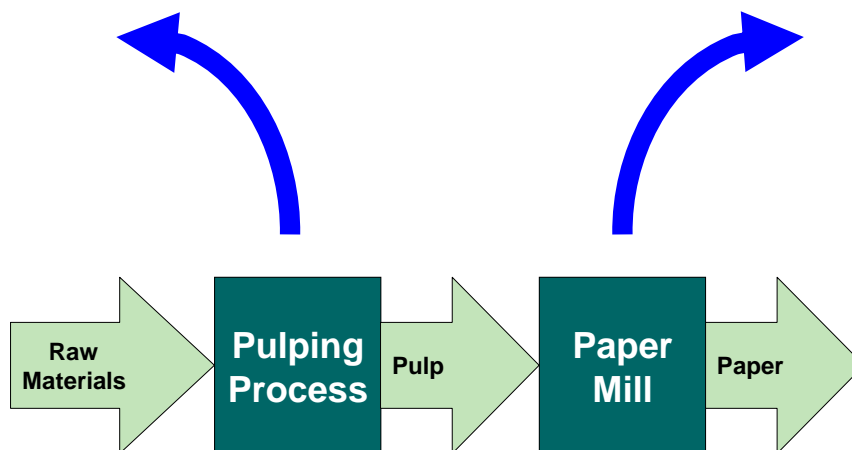 Raw
Materials
Pulping
Process
Pulp
Paper
Mill
Paper